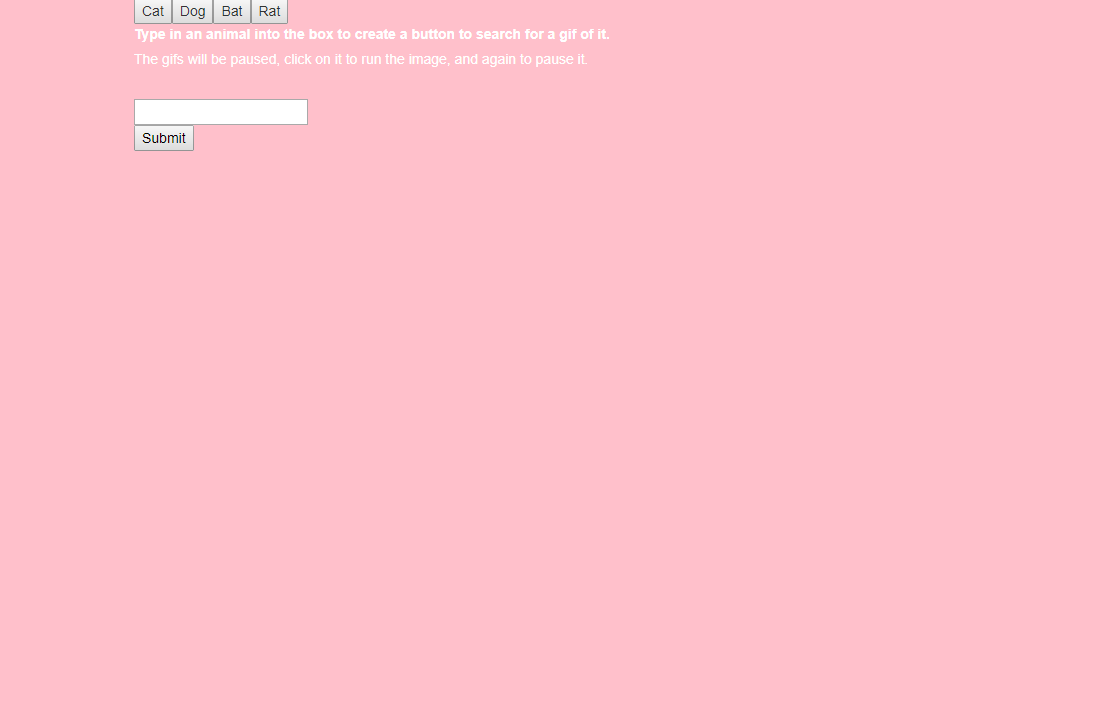 Cat Dog Bat Rat
Type in an animal into the box to create a button to search for a gif of it.
The gifs will be paused, click on it to run the image, and again to pause it.
Submit